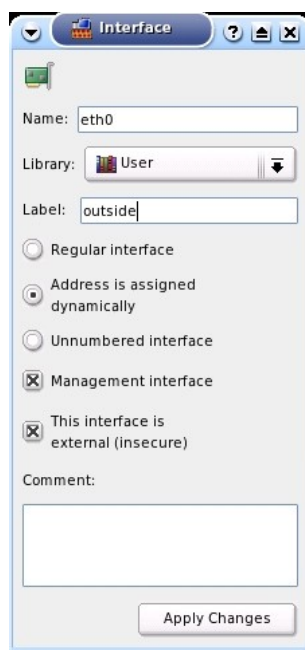 Interface
Name: eth0
Library: User
Label: outside
Regular interface
Address is assigned
dynamically
Unnumbered interface
Management interface
This interface is
external (insecure)
Comment:
Apply Changes